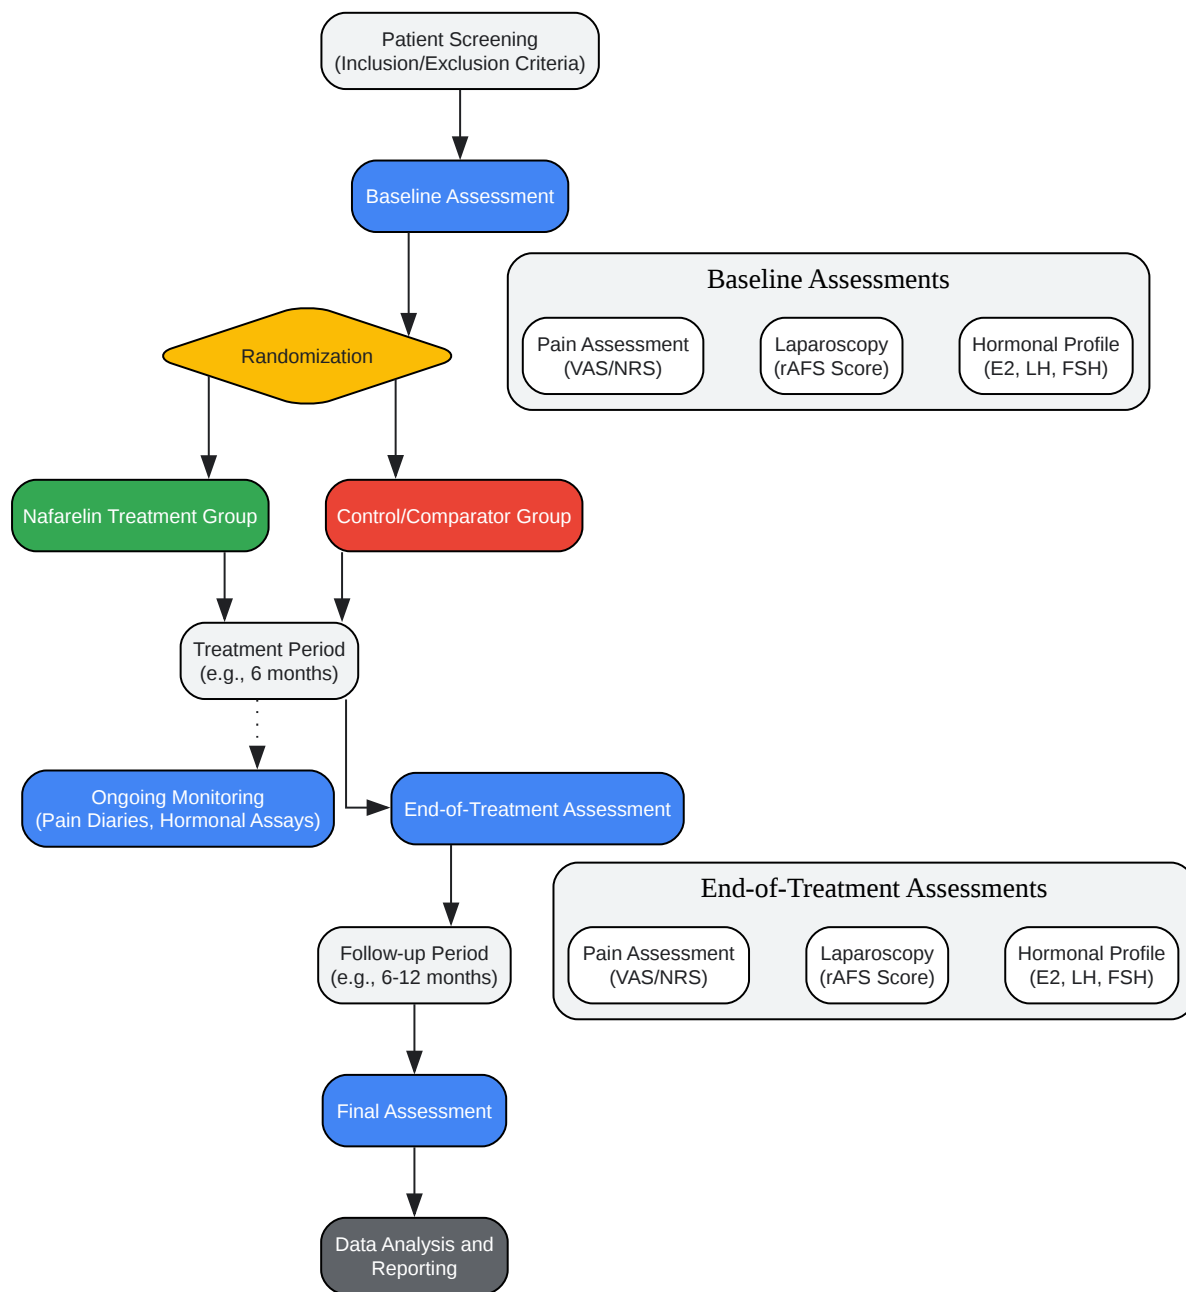 Patient Screening
(Inclusion/Exclusion Criteria)
Baseline Assessment
Baseline Assessments
Pain Assessment
(VAS/NRS)
Laparoscopy
(rAFS Score)
Hormonal Profile
(E2, LH, FSH)
Randomization
Nafarelin Treatment Group
Control/Comparator Group
Treatment Period
(e.g., 6 months)
Ongoing Monitoring
(Pain Diaries, Hormonal Assays)
End-of-Treatment Assessment
End-of-Treatment Assessments
Pain Assessment
(VAS/NRS)
Laparoscopy
(rAFS Score)
Hormonal Profile
(E2, LH, FSH)
Follow-up Period
(e.g., 6-12 months)
Final Assessment
Data Analysis and
Reporting